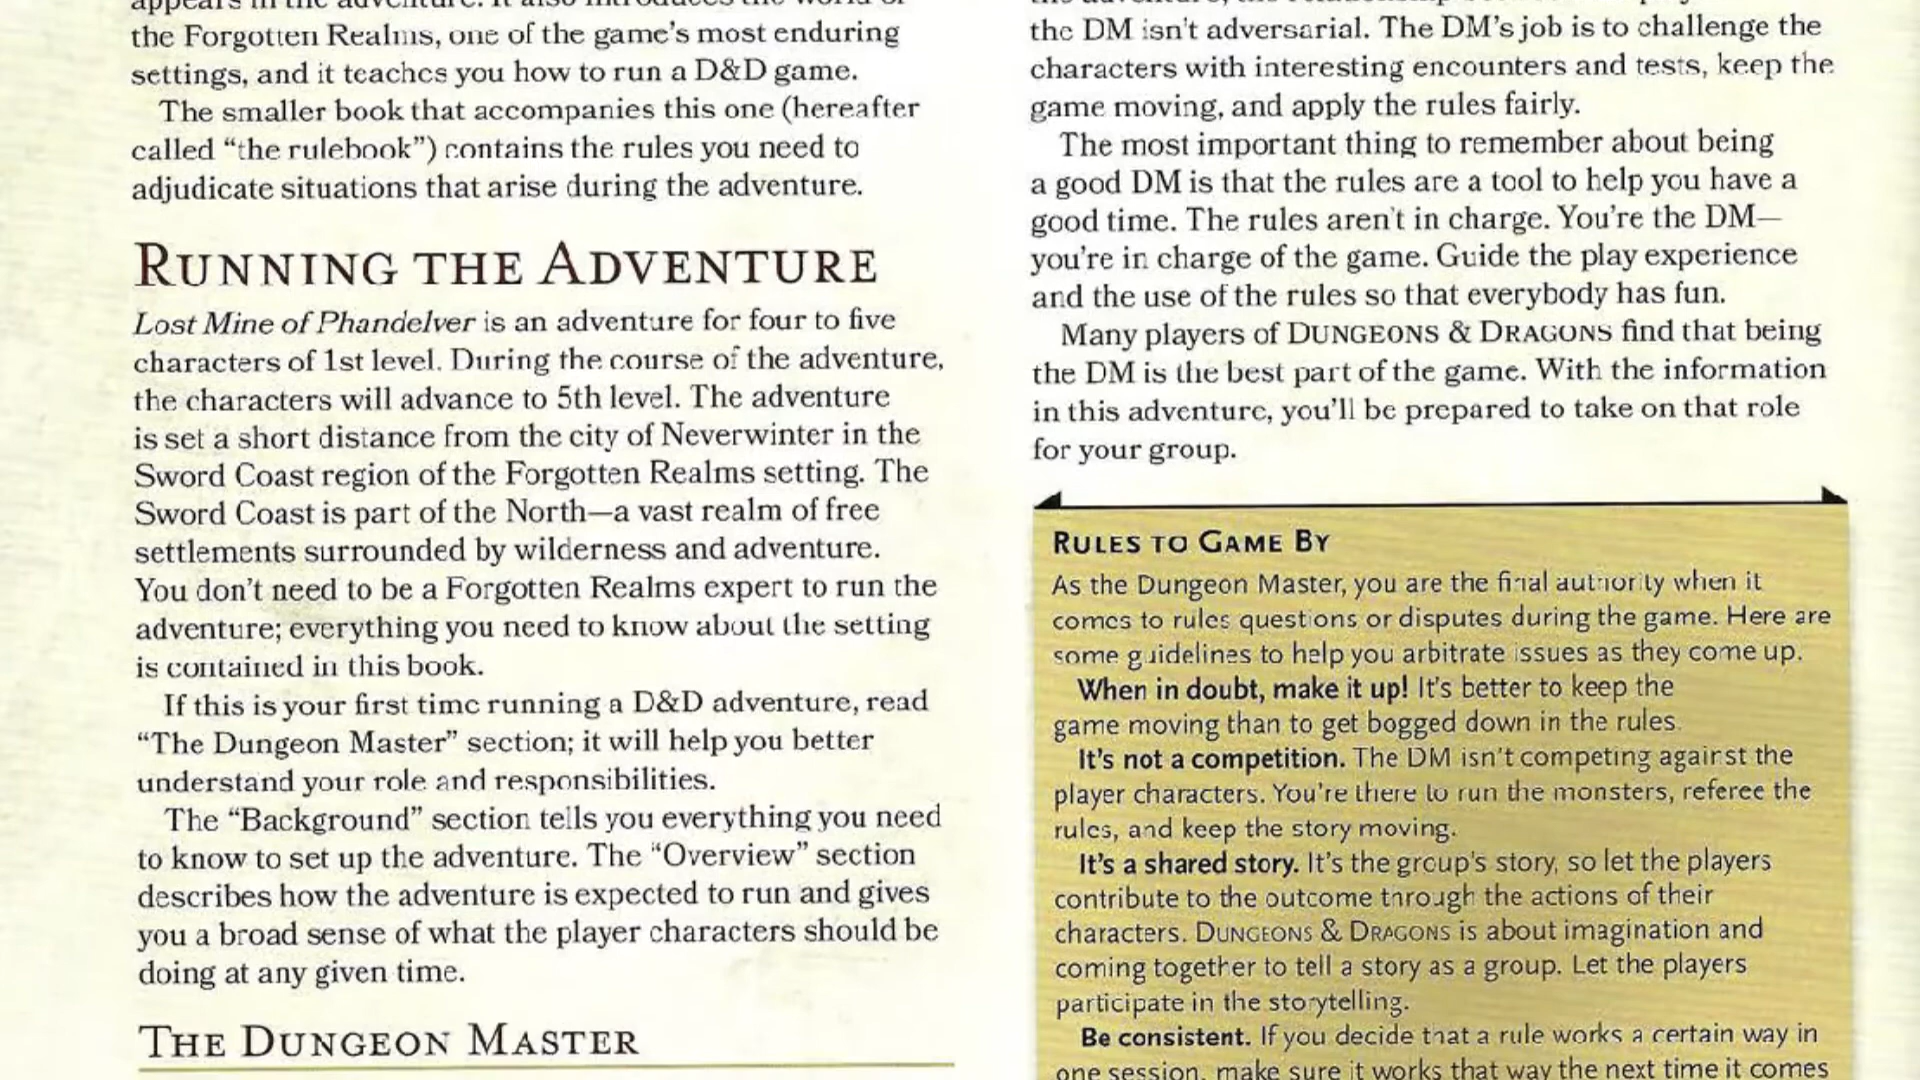 the Forgotten Realms, one of the game's most enduring
settings, and it teaches you how to run a D&D game.
The smaller book that accompanies this one (hereafter
called “the rulebook”) contains the rules you need to
adjudicate situations that arise during the adventure.
RUNNING THE ADVENTURE
Lost Mine of Phandelver is an adventure for four to five
characters of 1st level. During the course of the adventure,
the characters will advance to 5th level. The adventure
is set a short distance from the city of Neverwinter in the
Sword Coast region of the Forgotten Realms setting. The
Sword Coast is part of the North—a vast realm of free
settlements surrounded by wilderness and adventure.
You don't need to be a Forgotten Realms expert to run the
adventure; everything you need to know about the setting
is contained in this book.
If this is your first time running a D&D adventure, read
“The Dungeon Master” section; it will help you better
understand your role and responsibilities.
The “Background” section tells you everything you need
to know to set up the adventure. The “Overview” section
describes how the adventure is expected to run and gives
you a broad sense of what the player characters should be
doing at any given time.
THE DUNGEON MASTER
the DM isn't adversarial. The DM's job is to challenge the
characters with interesting encounters and tests, keep the
game moving, and apply the rules fairly.
The most important thing to remember about being
a good DM is that the rules are a tool to help you have a
good time. The rules aren't in charge. You're the DM—
you're in charge of the game. Guide the play experience
and the use of the rules so that everybody has fun.
Many players of DUNGEONS & DRAGONS find that being
the DM is the best part of the game. With the information
in this adventure, you'll be prepared to take on that role
for your group.
RULES TO GAME BY
As the Dungeon Master, you are the final authority when it
comes to rules questions or disputes during the game. Here are
some guidelines to help you arbitrate issues as they come up.
When in doubt, make it up! It's better to keep the
game moving than to get bogged down in the rules.
It's not a competition. The DM isn't competing against the
player characters. You're there to run the monsters, referee the
rules, and keep the story moving.
It's a shared story. It's the group's story, so let the players
contribute to the outcome through the actions of their
characters. DUNGEONS & DRAGONS is about imagination and
coming together to tell a story as a group. Let the players
participate in the storytelling.
Be consistent. If you decide that a rule works a certain way in
one session, make sure it works that way the next time it comes